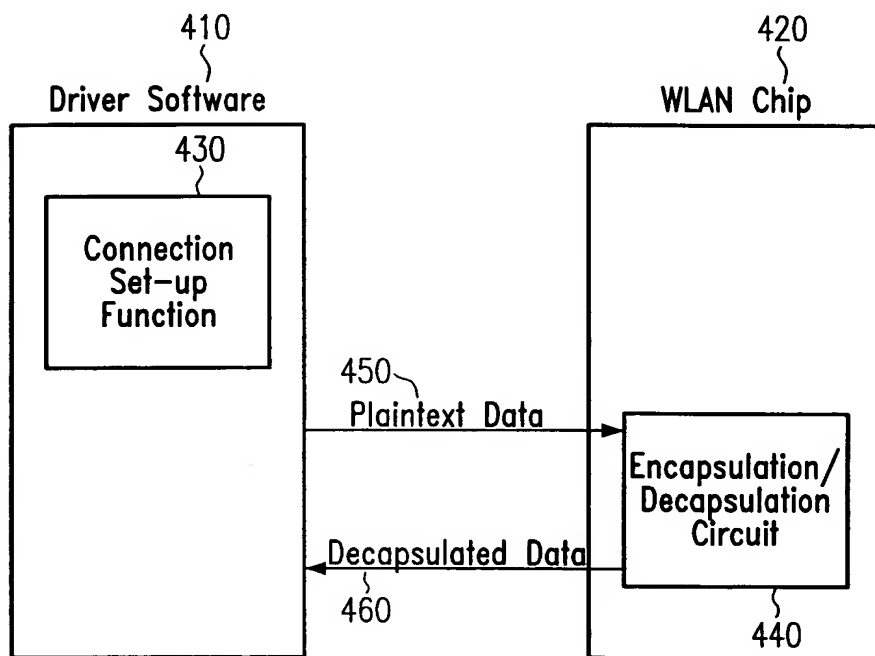 410
Driver Software
420
WLAN Chip
430
Connection
Set-up
Function
450
Plaintext Data
Encapsulation/
Decapsulation
Circuit
Decapsulated Data
460
440